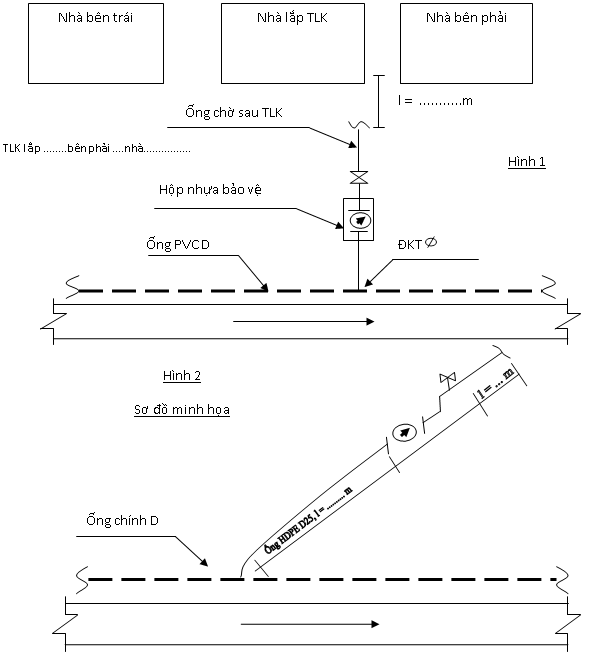 Nhà bên trái
Nhà lắp TLK
Nhà bên phải
l = ...........m
Ống chờ sau TLK
TLK lắp ........bên phải ....nhà................
Hình 1
Hộp nhựa bảo vệ
Ống PVCD
ĐKT ∅
Hình 2
Sơ đồ minh họa
l = ... m
Ống HDPE D25, l = ......... m
Ống chính D